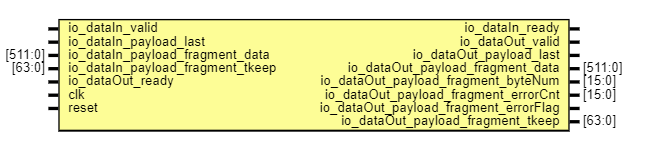 io_dataIn_valid io_dataIn_ready
io_dataIn_payload_last io_dataOut_valid
[511:0] io_dataIn_payload_fragment_data io_dataOut_payload_last
[63:0] io_dataIn_payload_fragment_tkeep io_dataOut_payload_fragment_data [511:0]
io_dataOut_ready io_dataOut_payload_fragment_byteNum [15:0]
clk io_dataOut_payload_fragment_errorCnt [15:0]
reset io_dataOut_payload_fragment_errorFlag
io_dataOut_payload_fragment_tkeep [63:0]